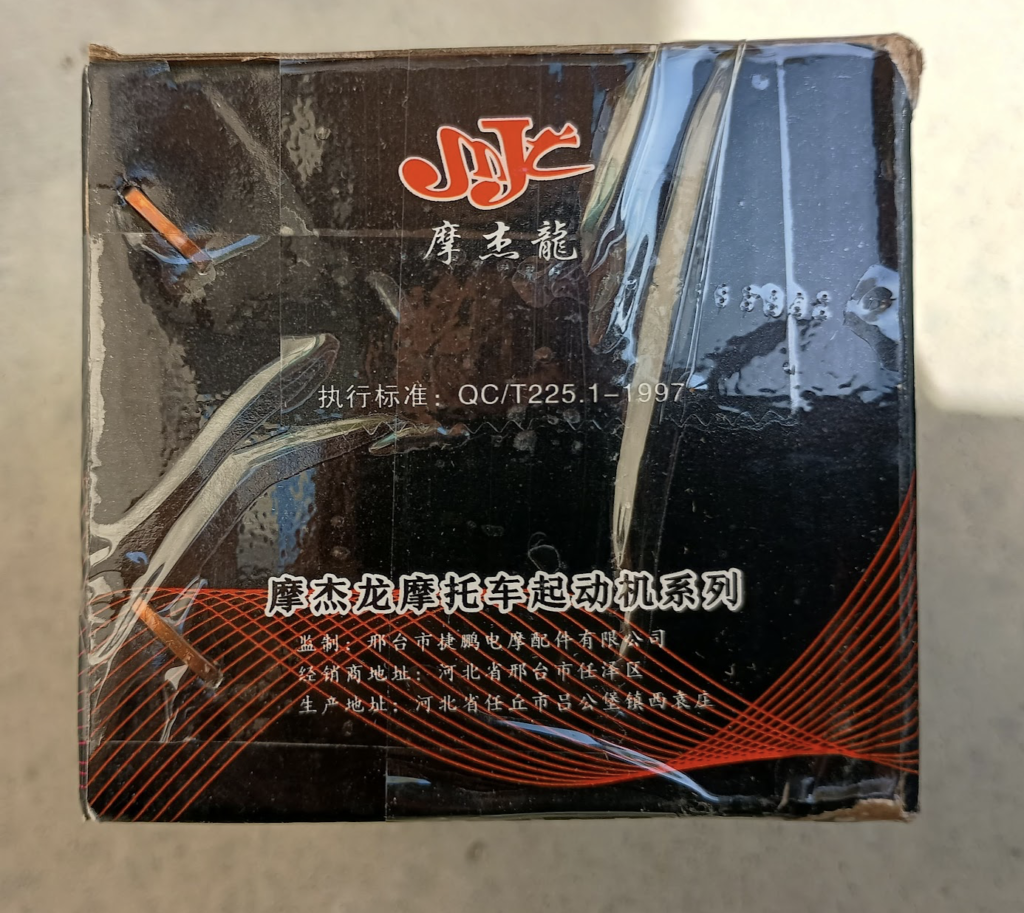 MJC
摩杰龍
执行标准：QC/T225.1-1997
摩杰龙摩托车起动机系列
监制：邢台市捷鹏电摩配件有限公司
经销商地址：河北省邢台市任泽区
生产地址：河北省任丘市吕公堡镇西袁庄